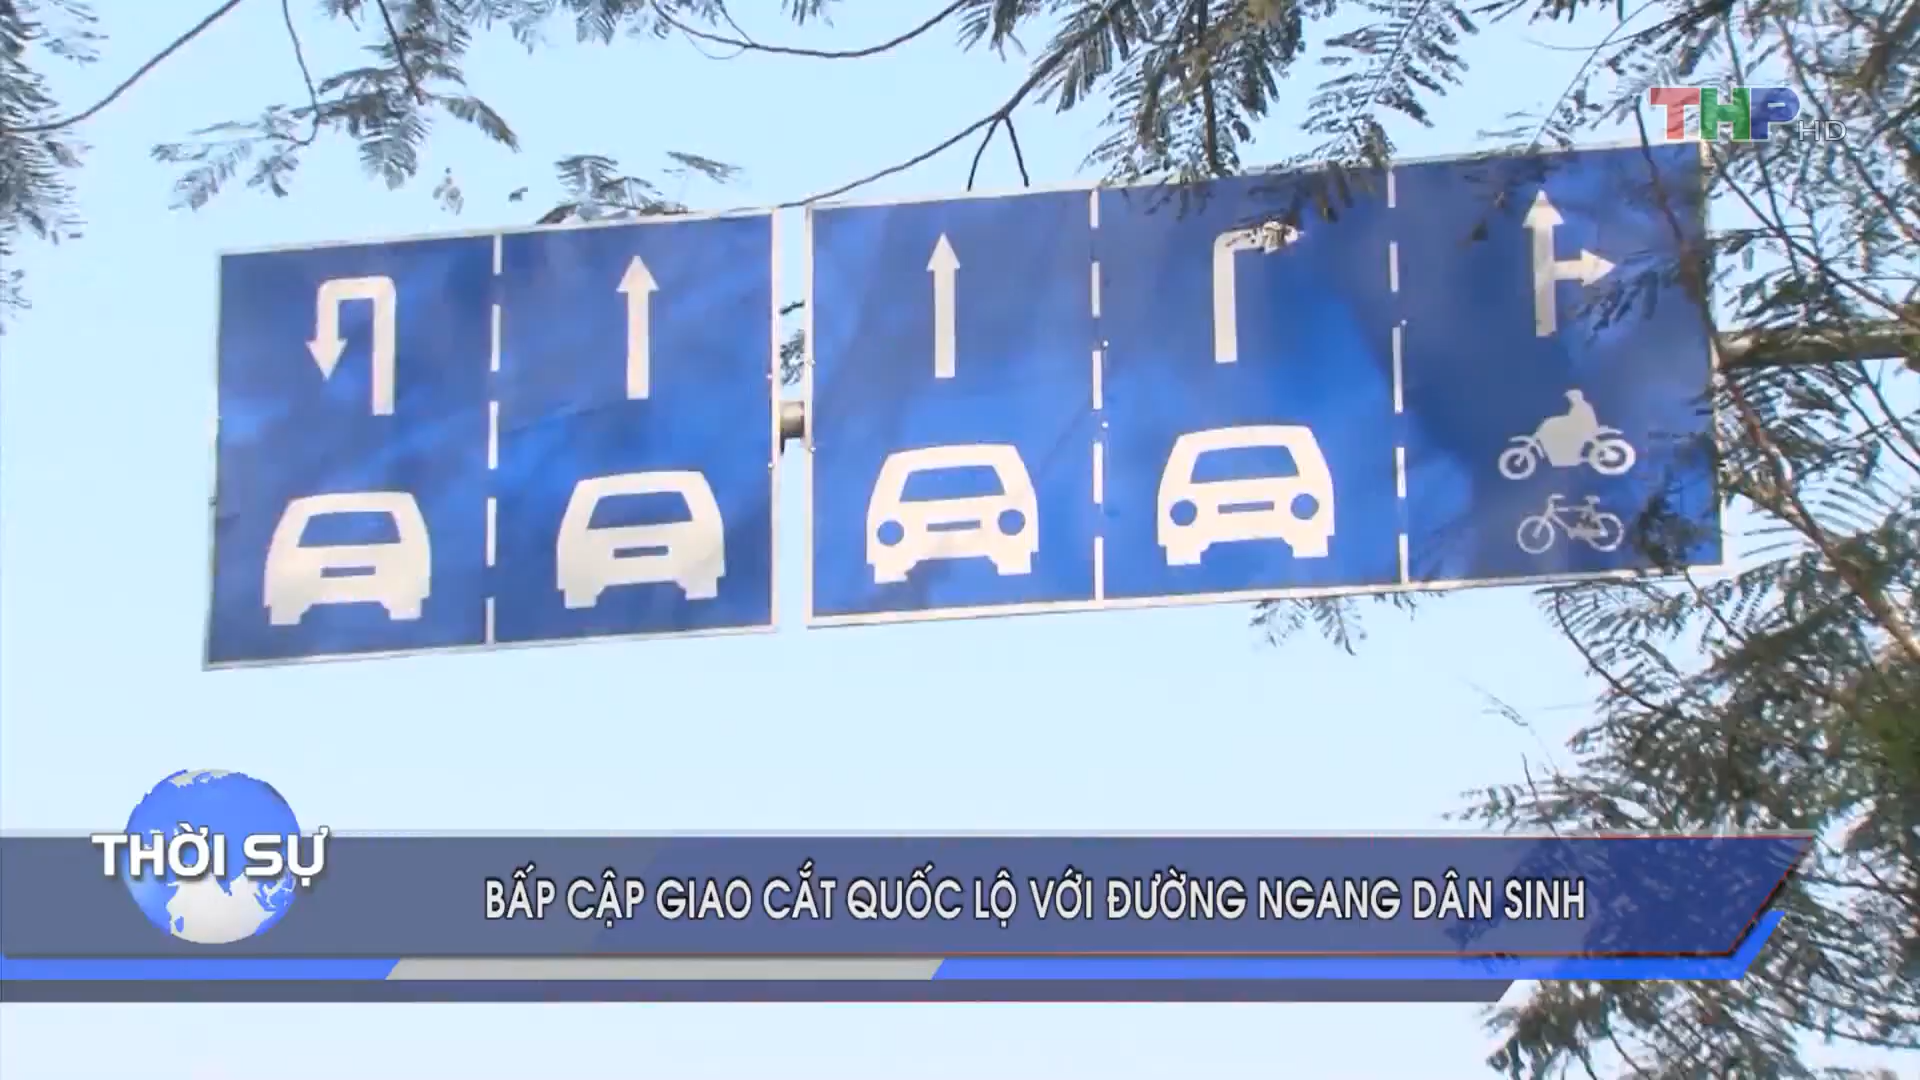 THP HD
THỜI SỰ
BẤP CẬP GIAO CẮT QUỐC LỘ VỚI ĐƯỜNG NGANG DÂN SINH